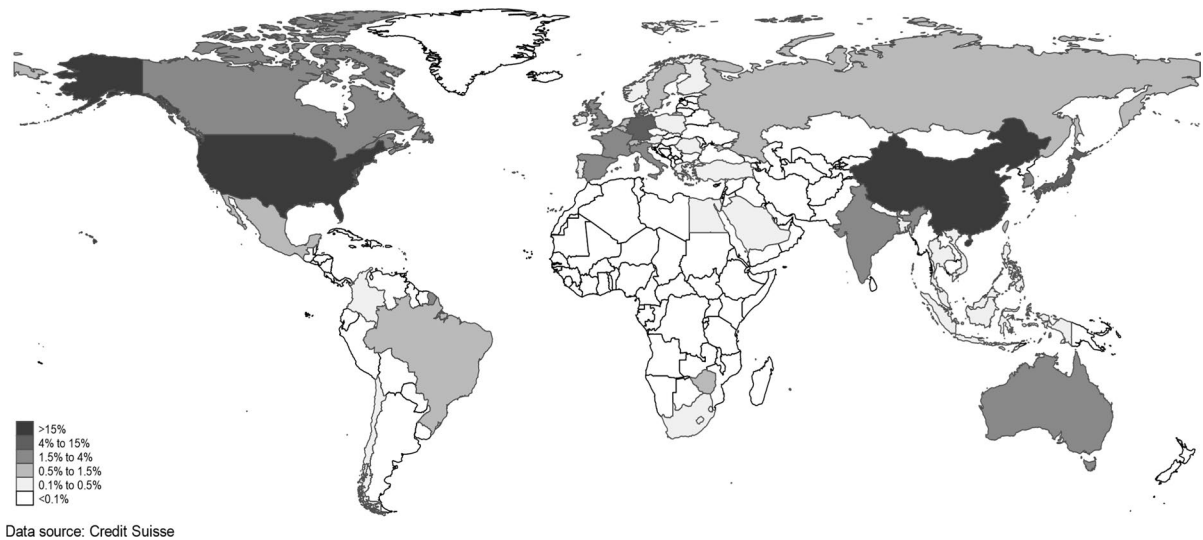 >15%
4% to 15%
1.5% to 4%
0.5% to 1.5%
0.1% to 0.5%
<0.1%
Data source: Credit Suisse